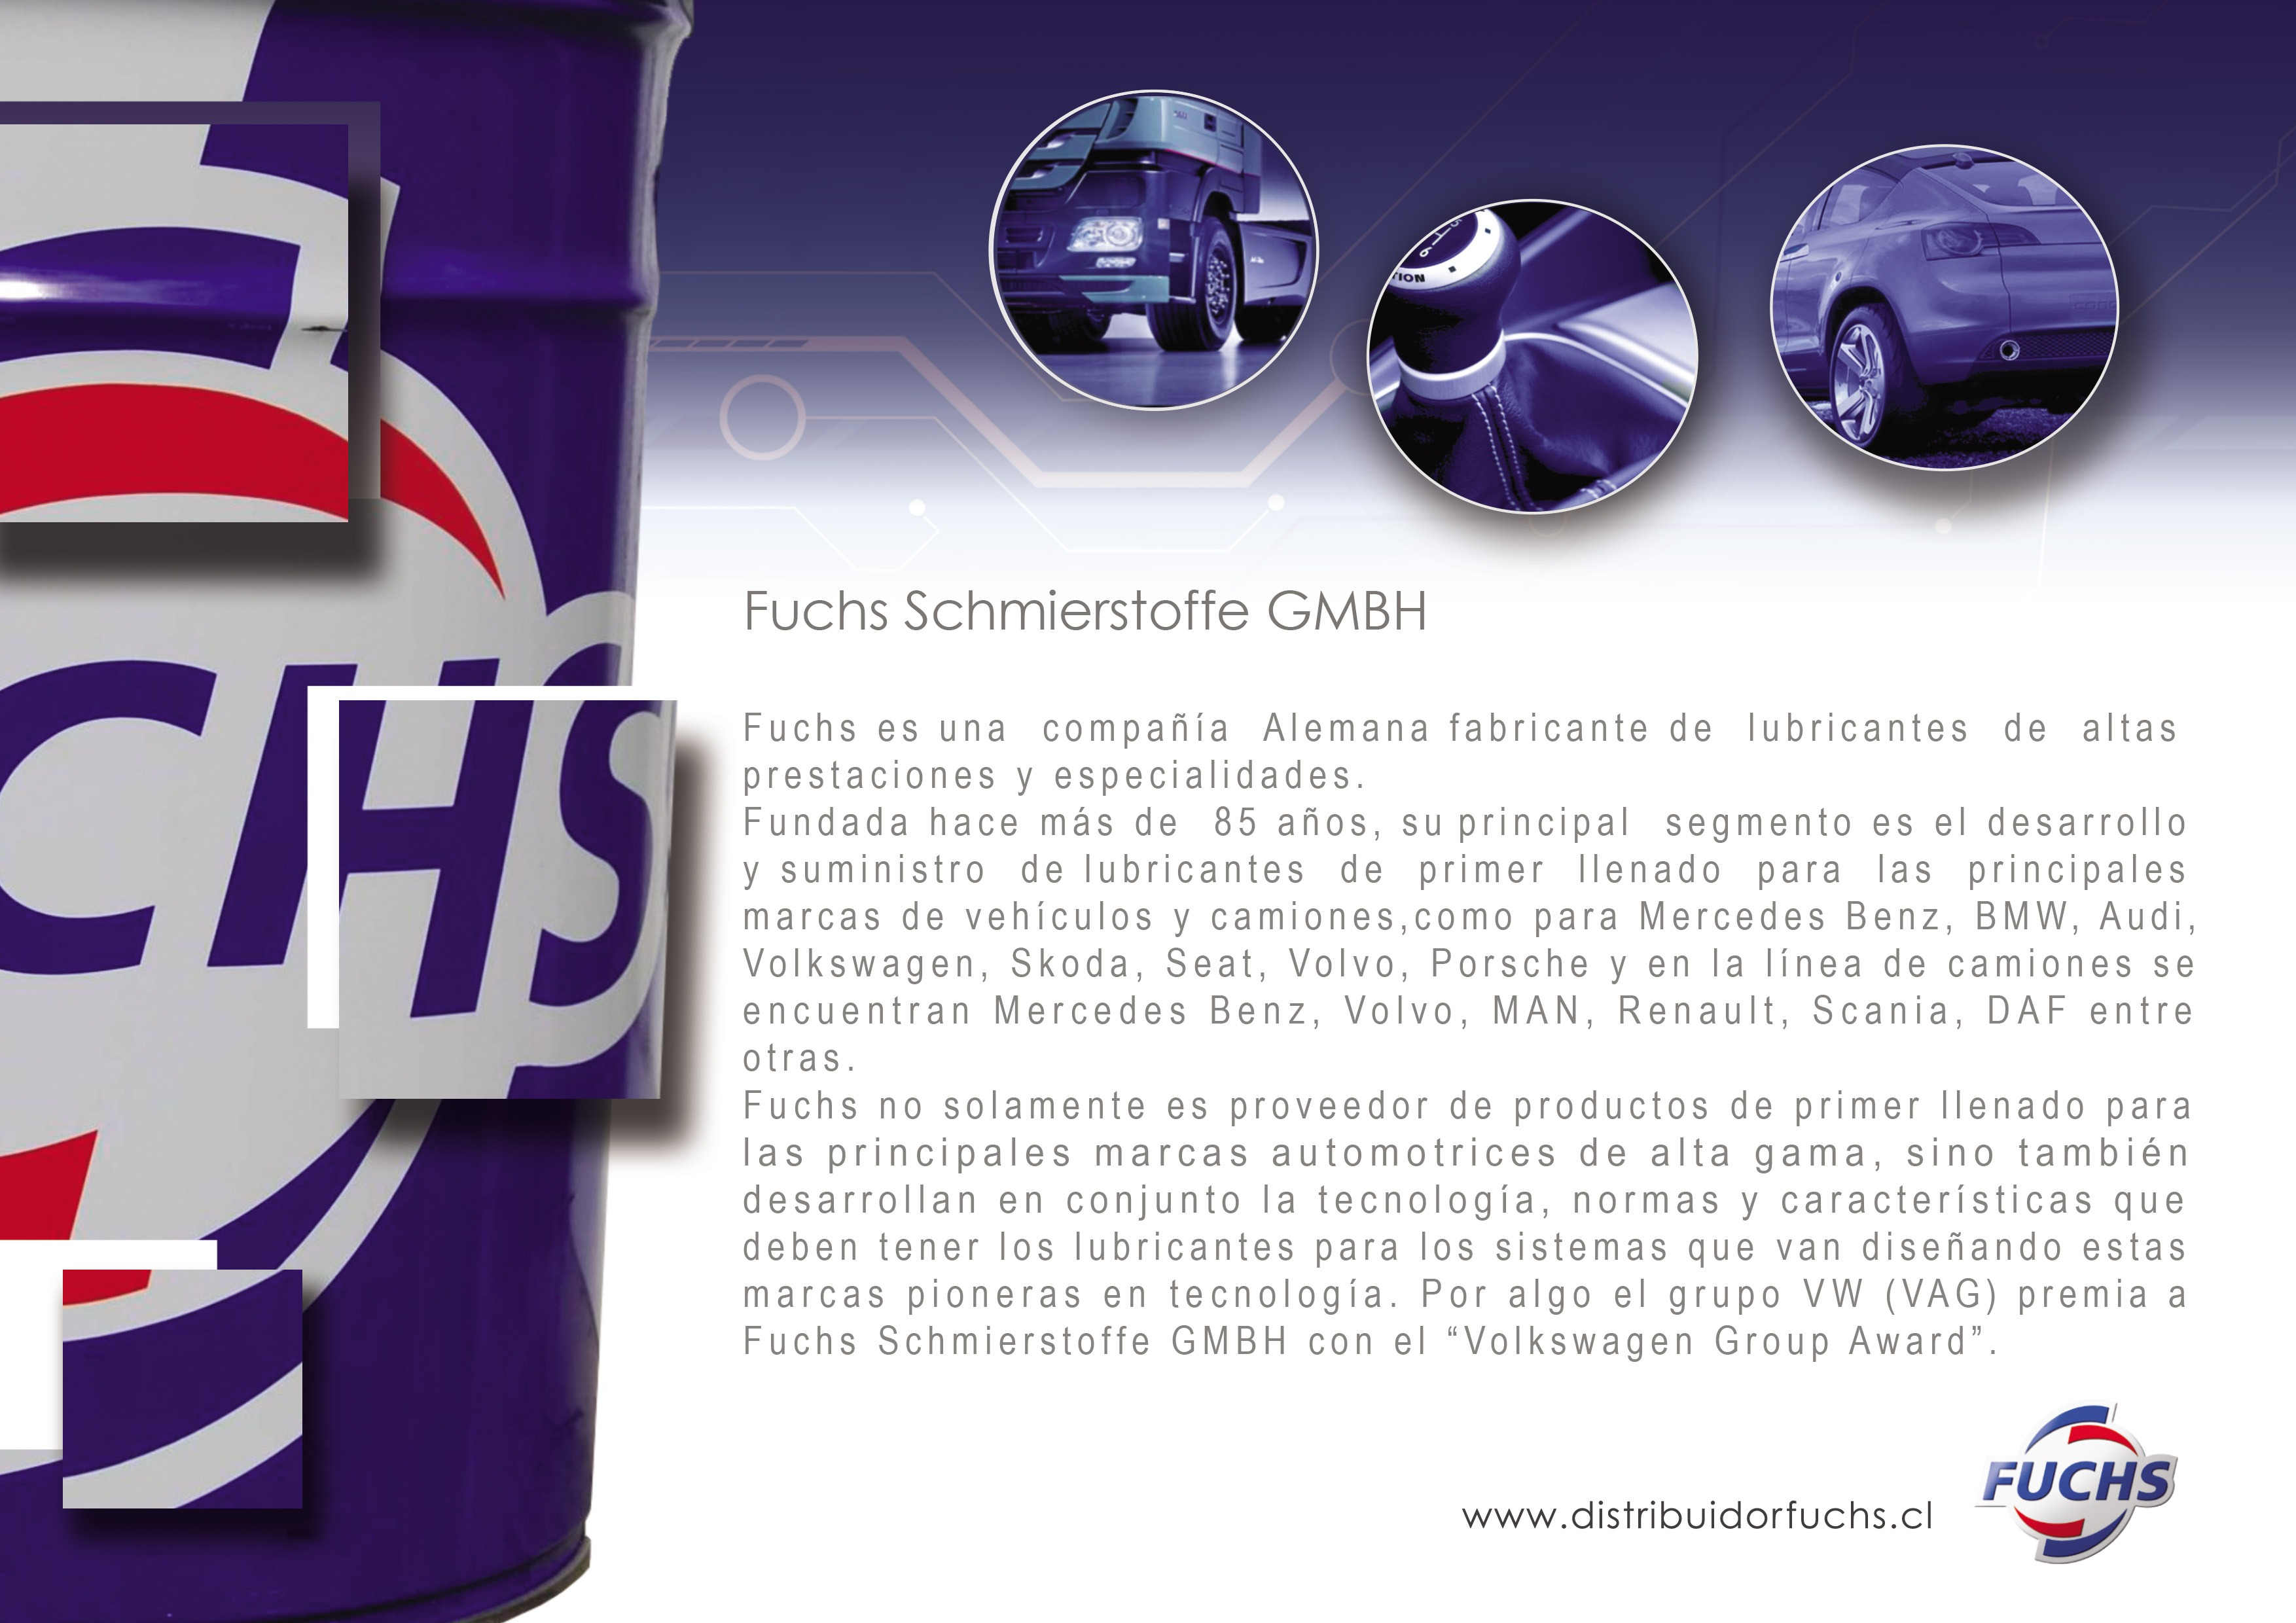 TION
CHS
HS
Fuchs Schmierstoffe GMBH
Fuchs es una compañía Alemana fabricante de lubricantes de altas
prestaciones y especialidades.
Fundada hace más de 85 años, su principal segmento es el desarrollo
y suministro de lubricantes de primer llenado para las principales
marcas de vehículos y camiones,como para Mercedes Benz, BMW, Audi,
Volkswagen, Skoda, Seat, Volvo, Porsche y en la línea de camiones se
encuentran Mercedes Benz, Volvo, MAN, Renault, Scania, DAF entre
otras.
Fuchs no solamente es proveedor de productos de primer llenado para
las principales marcas automotrices de alta gama, sino también
desarrollan en conjunto la tecnología, normas y características que
deben tener los lubricantes para los sistemas que van diseñando estas
marcas pioneras en tecnología. Por algo el grupo VW (VAG) premia a
Fuchs Schmierstoffe GMBH con el “Volkswagen Group Award”.
www.distribuidorfuchs.cl
FUCHS